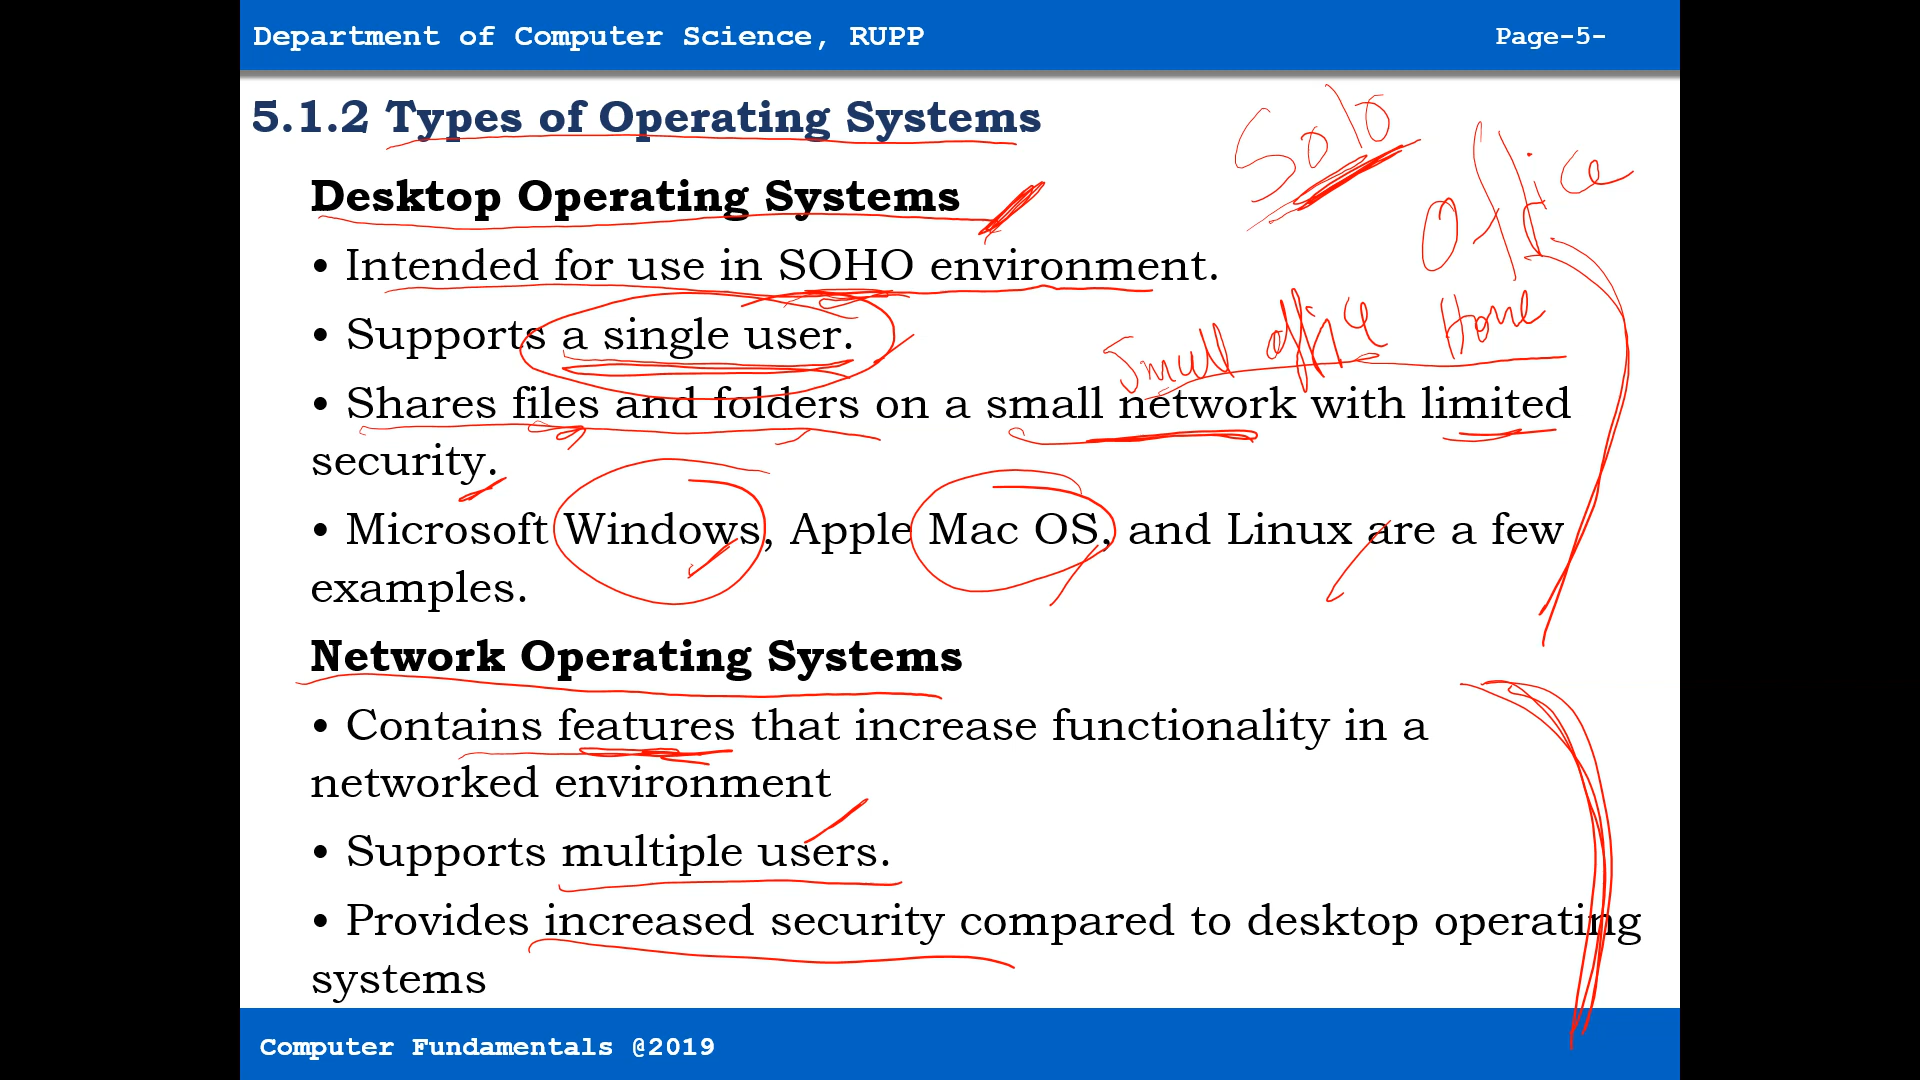 Department of Computer Science, RUPP Page-5-
5.1.2 Types of Operating Systems
Solo
Office
Desktop Operating Systems
• Intended for use in SOHO environment.
• Supports a single user.
Small office Home
• Shares files and folders on a small network with limited
security.
• Microsoft Windows, Apple Mac OS, and Linux are a few
examples.
Network Operating Systems
• Contains features that increase functionality in a
networked environment
• Supports multiple users.
• Provides increased security compared to desktop operating
systems
Computer Fundamentals @2019